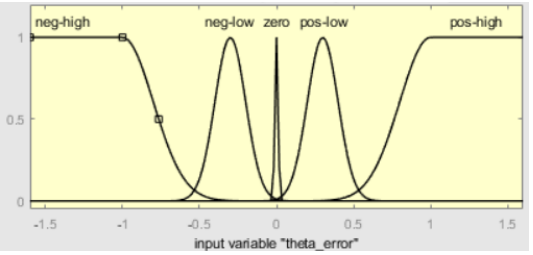 neg-high neg-low zero pos-low pos-high
1
0.5
0
-1.5 -1 -0.5 0 0.5 1 1.5
input variable "theta_error"